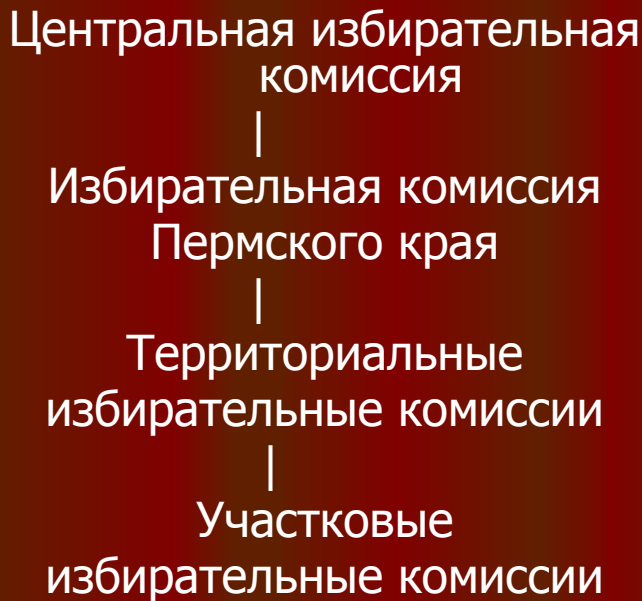 Центральная избирательная
комиссия
|
Избирательная комиссия
Пермского края
|
Территориальные
избирательные комиссии
|
Участковые
избирательные комиссии